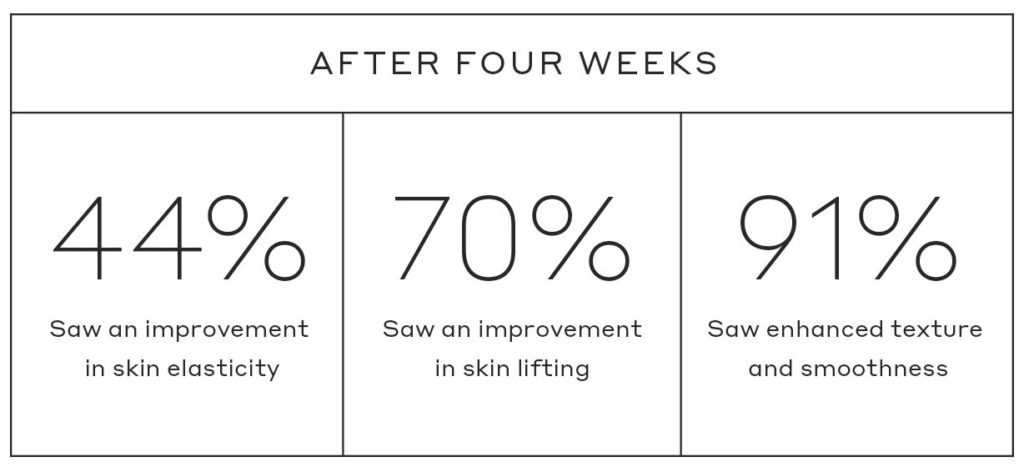 AFTER FOUR WEEKS
44%
Saw an improvement
in skin elasticity
70%
Saw an improvement
in skin lifting
91%
Saw enhanced texture
and smoothness